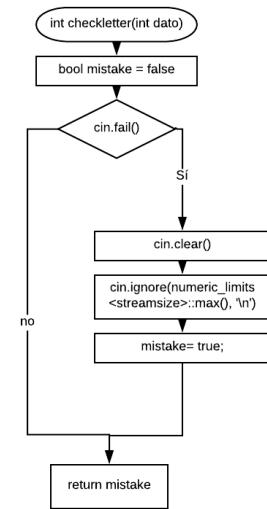 int checkletter(int dato)
bool mistake = false
cin.fail()
Sí
cin.clear()
cin.ignore(numeric_limits
<streamsize>::max(), '\n')
no
mistake= true;
return mistake